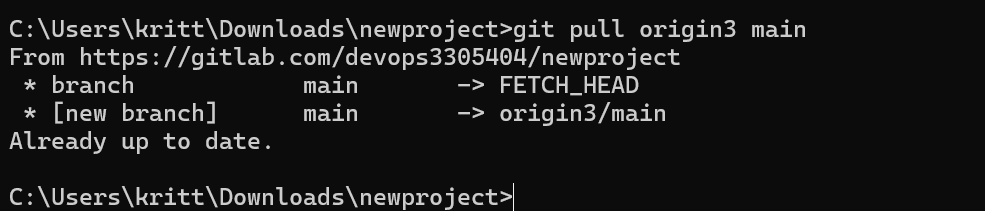 C:\Users\kritt\Downloads\newproject>git pull origin3 main
From https://gitlab.com/devops3305404/newproject
 * branch            main       -> FETCH_HEAD
 * [new branch]      main       -> origin3/main
Already up to date.
C:\Users\kritt\Downloads\newproject>